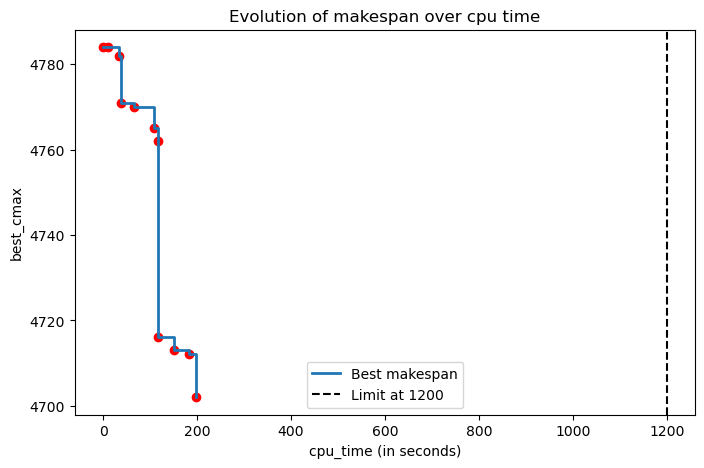 Evolution of makespan over cpu time
best_cmax
4780
4760
4740
4720
4700
Best makespan
Limit at 1200
0
200
400
600
800
1000
1200
cpu_time (in seconds)